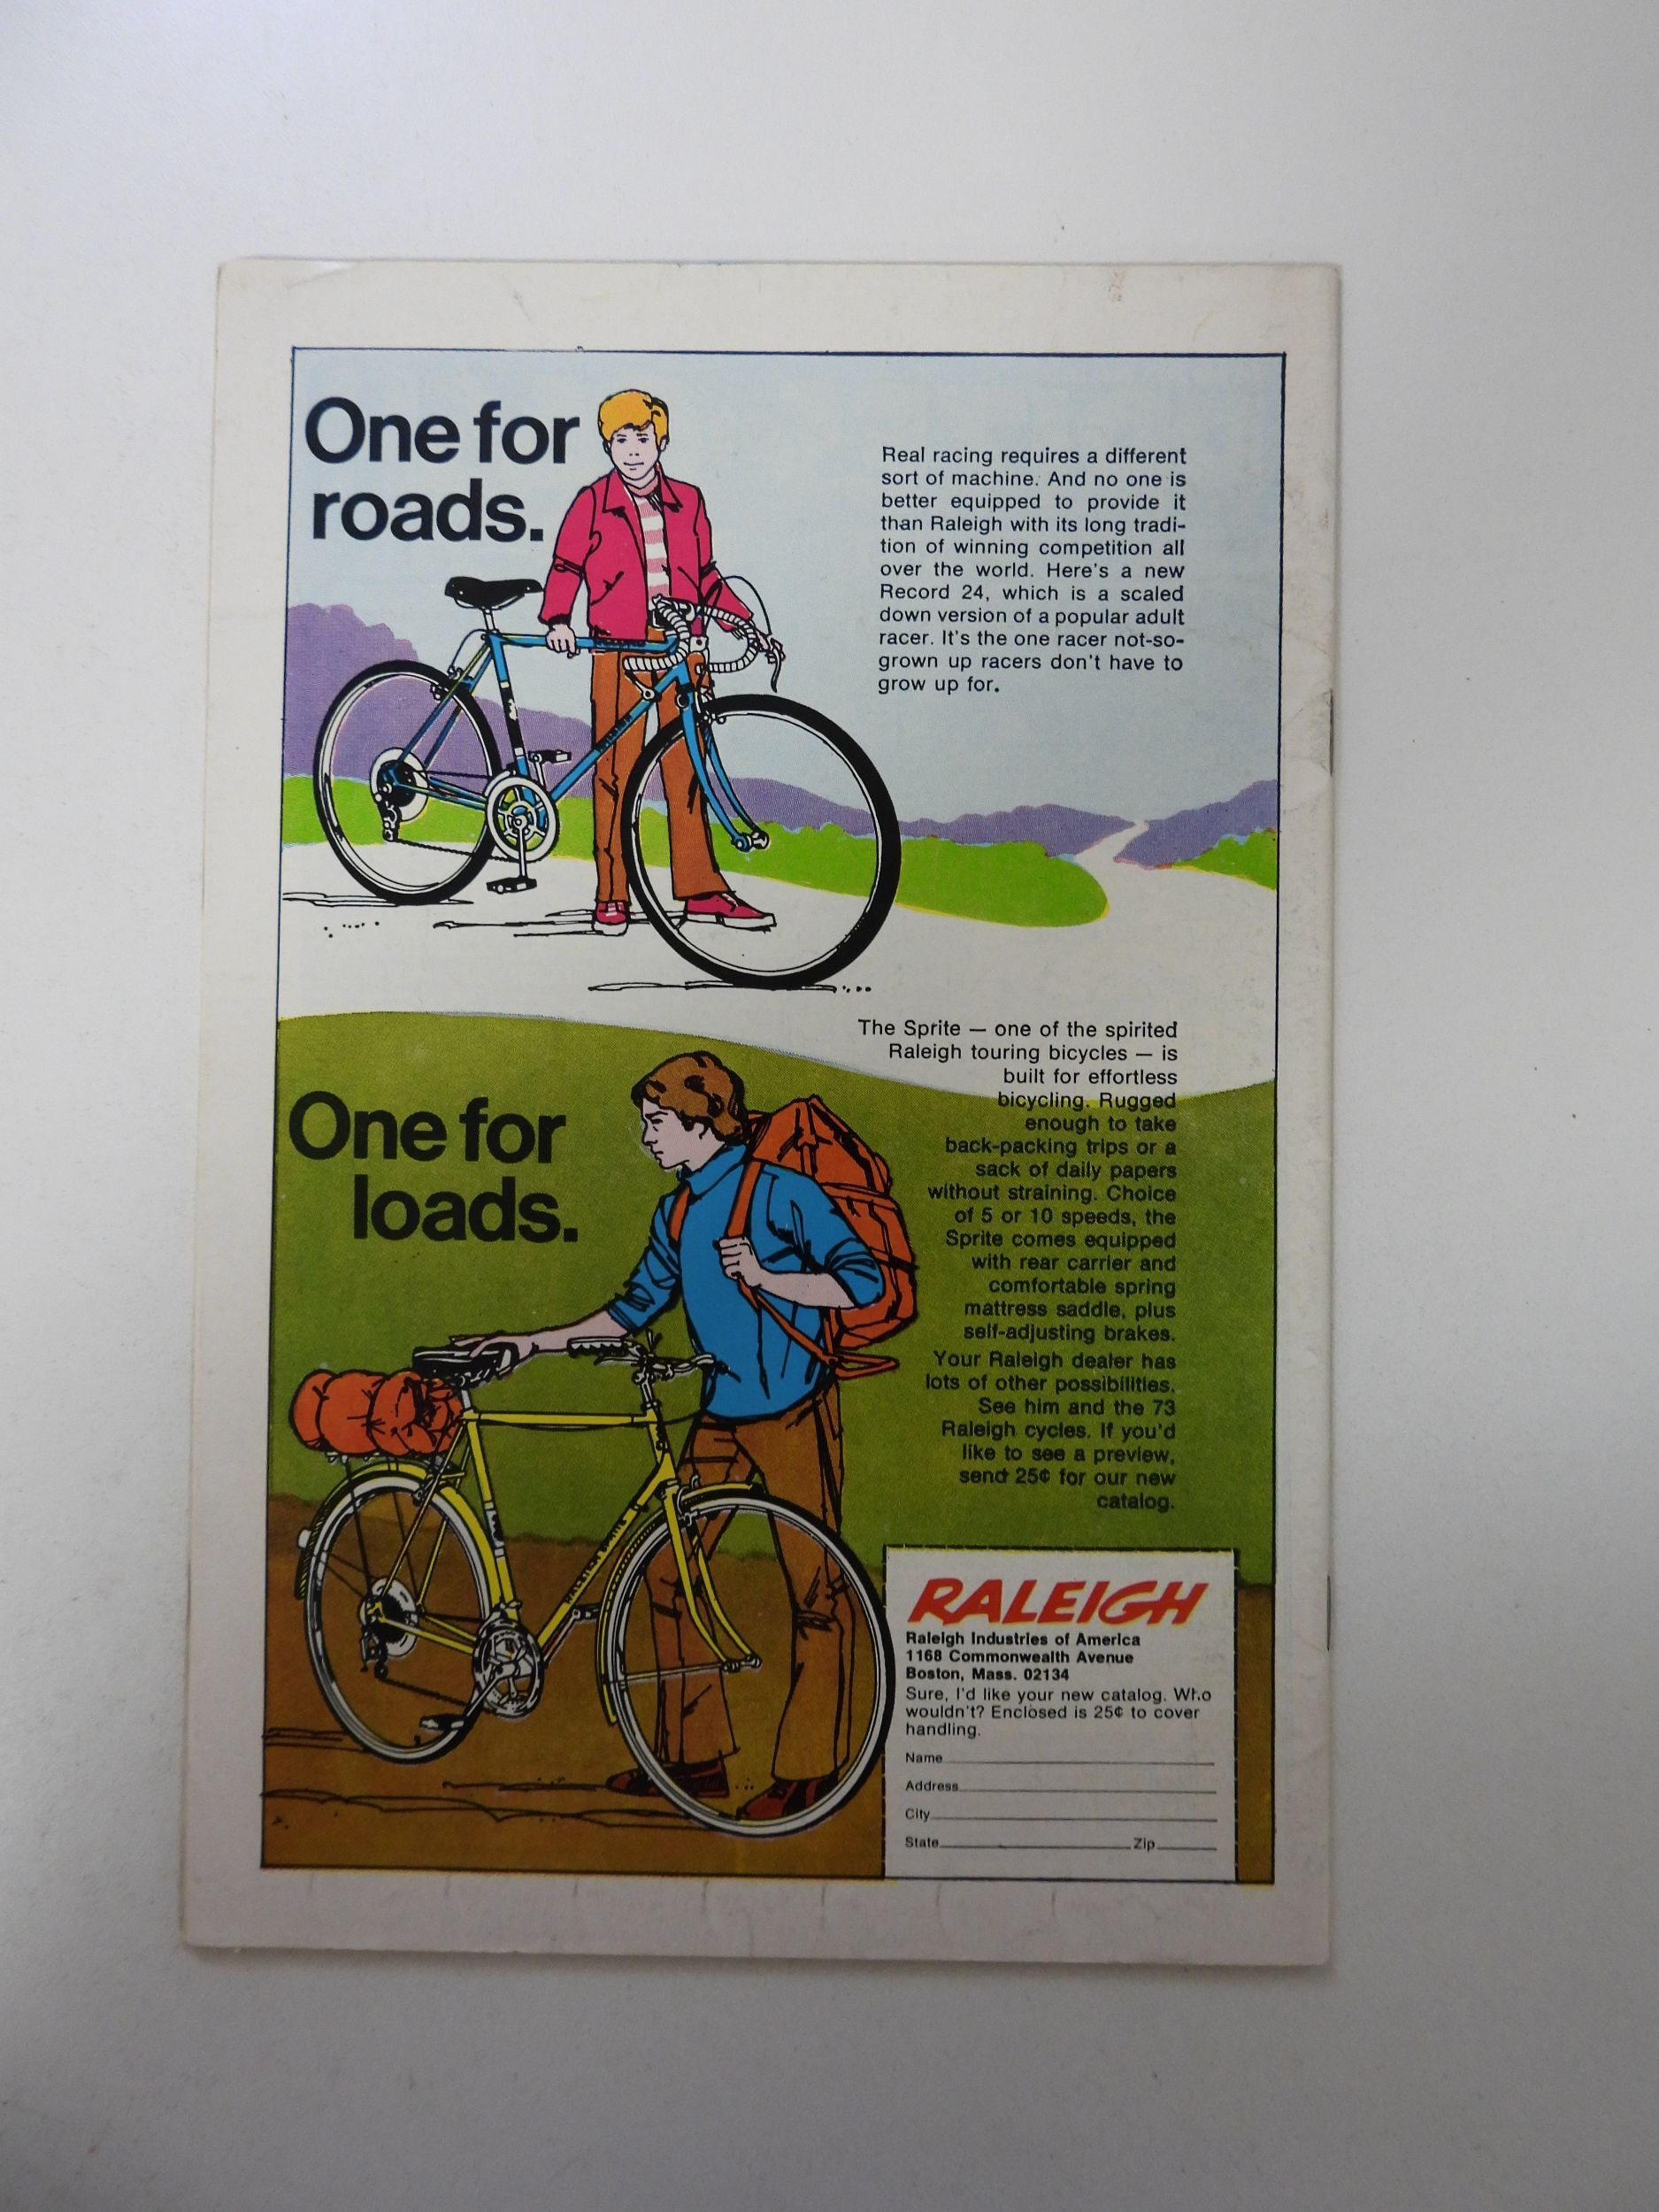 One for
roads.
Real racing requires a different
sort of machine. And no one is
better equipped to provide it
than Raleigh with its long tradi-
tion of winning competition all
over the world. Here's a new
Record 24, which is a scaled
down version of a popular adult
racer. It's the one racer not-so-
grown up racers don't have to
grow up for.
One for
loads.
The Sprite — one of the spirited
Raleigh touring bicycles — is
built for effortless
bicycling. Rugged
enough to take
back-packing trips or a
sack of daily papers
without straining. Choice
of 5 or 10 speeds, the
Sprite comes equipped
with rear carrier and
comfortable spring
mattress saddle, plus
self-adjusting brakes.
Your Raleigh dealer has
lots of other possibilities.
See him and the 73
Raleigh cycles. If you'd
like to see a preview,
send 25¢ for our new
catalog.
RALEIGH SPRITE
RALEIGH
Raleigh Industries of America
1168 Commonwealth Avenue
Boston, Mass. 02134
Sure, I'd like your new catalog. Who
wouldn't? Enclosed is 25¢ to cover
handling.
Name
Address
City
State Zip